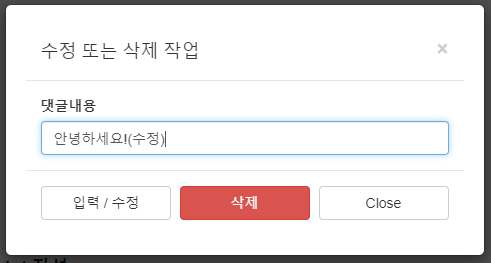 수정 또는 삭제 작업 ×
댓글내용
안녕하세요!(수정)
입력 / 수정 삭제 Close